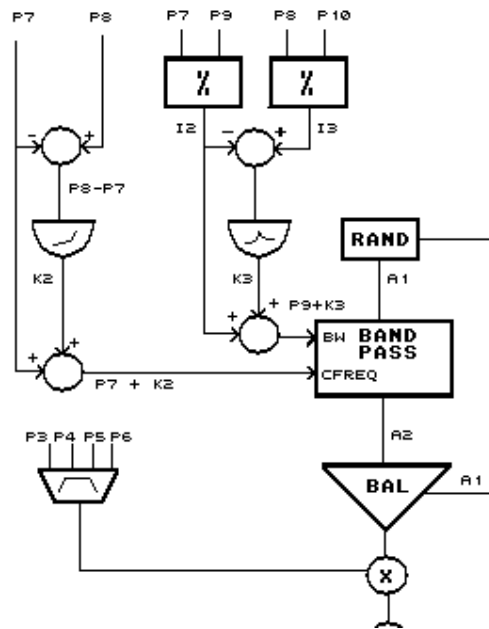 P7 P8 P7 P9 P8 P10
% %
I2 I3
- + - +
P8-P7
K2 K3
RAND
A1
+ + P9+K3
+ +
BW BAND
PASS
+ +
CFREQ
P7 + K2
A2
P3 P4 P5 P6
BAL A1
X